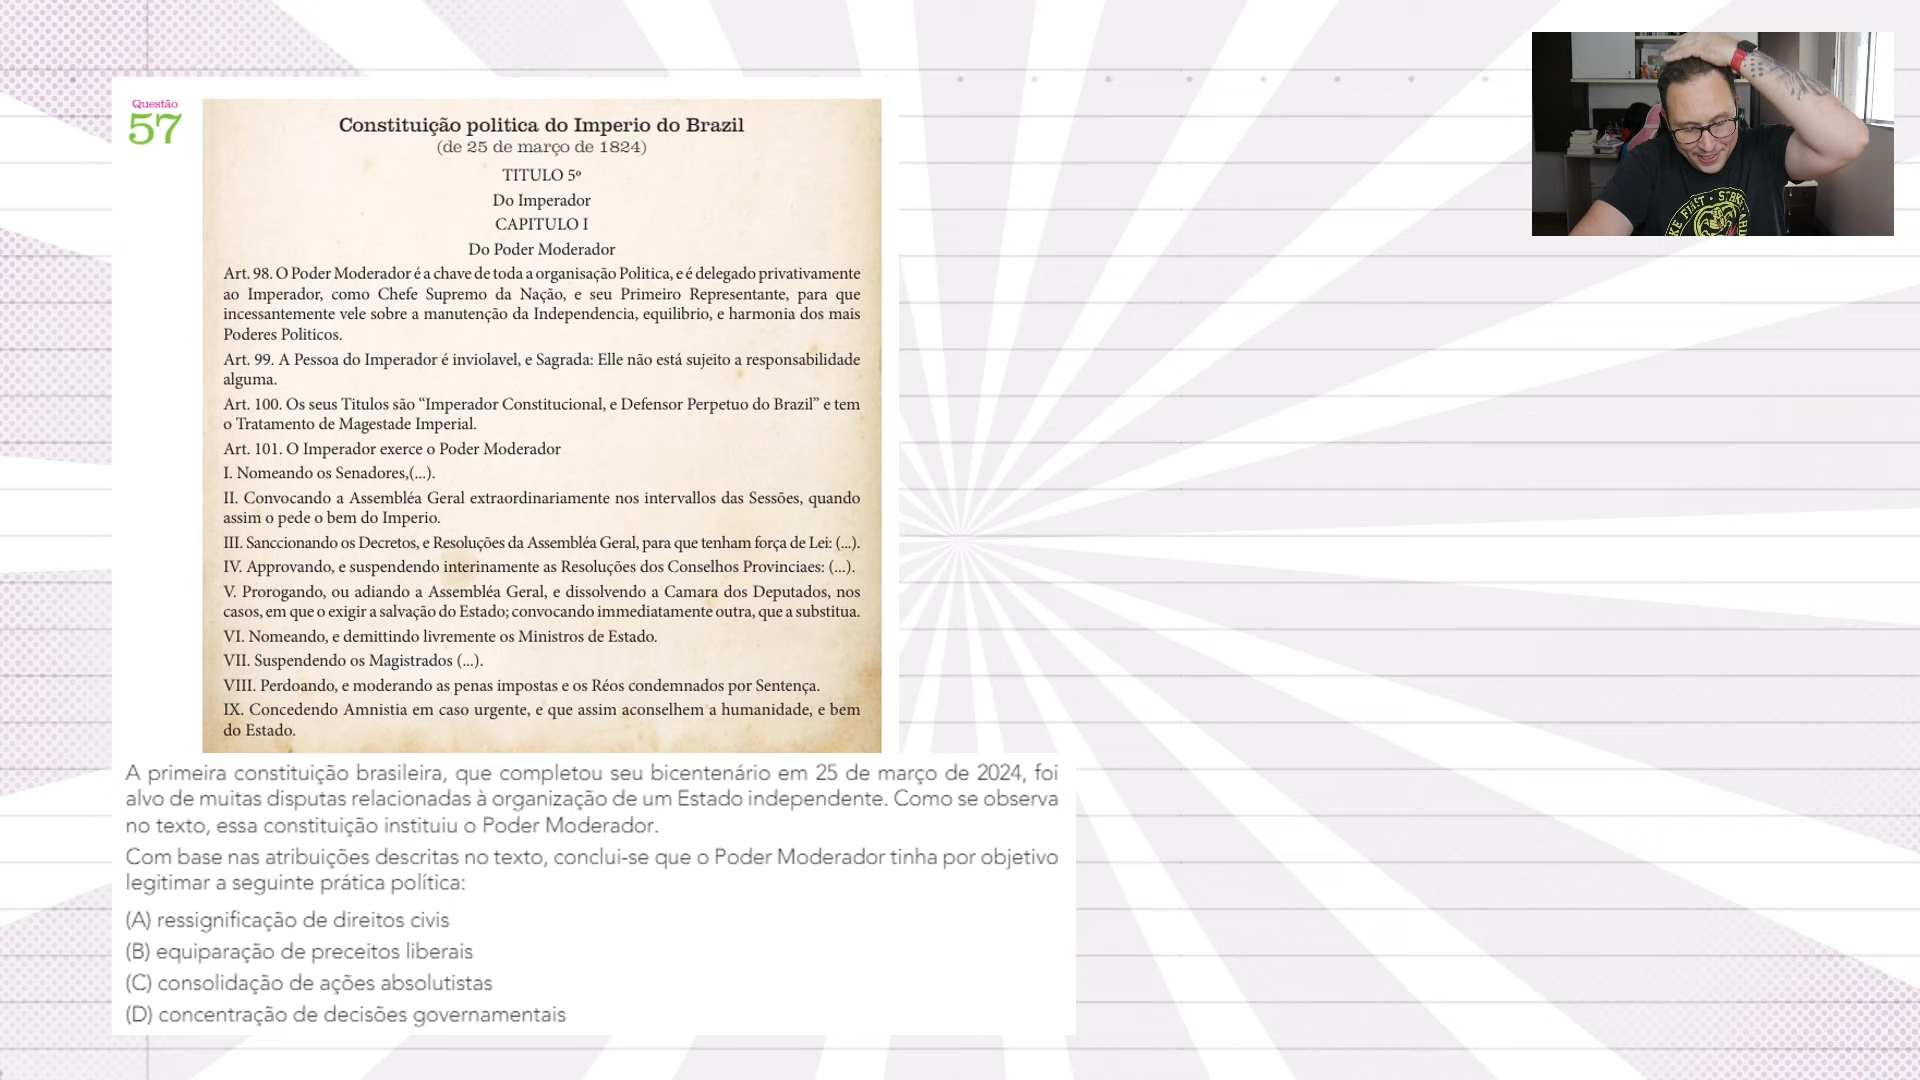 Questão
57
Constituição politica do Imperio do Brazil
(de 25 de março de 1824)
TITULO 5º
Do Imperador
CAPITULO I
Do Poder Moderador
Art. 98. O Poder Moderador é a chave de toda a organisação Politica, e é delegado privativamente
ao Imperador, como Chefe Supremo da Nação, e seu Primeiro Representante, para que
incessantemente vele sobre a manutenção da Independencia, equilibrio, e harmonia dos mais
Poderes Politicos.
Art. 99. A Pessoa do Imperador é inviolavel, e Sagrada: Elle não está sujeito a responsabilidade
alguma.
Art. 100. Os seus Titulos são “Imperador Constitucional, e Defensor Perpetuo do Brazil” e tem
o Tratamento de Magestade Imperial.
Art. 101. O Imperador exerce o Poder Moderador
I. Nomeando os Senadores,(...).
II. Convocando a Assembléa Geral extraordinariamente nos intervallos das Sessões, quando
assim o pede o bem do Imperio.
III. Sanccionando os Decretos, e Resoluções da Assembléa Geral, para que tenham força de Lei: (...).
IV. Approvando, e suspendendo interinamente as Resoluções dos Conselhos Provinciaes: (...).
V. Prorogando, ou adiando a Assembléa Geral, e dissolvendo a Camara dos Deputados, nos
casos, em que o exigir a salvação do Estado; convocando immediatamente outra, que a substitua.
VI. Nomeando, e demittindo livremente os Ministros de Estado.
VII. Suspendendo os Magistrados (...).
VIII. Perdoando, e moderando as penas impostas e os Réos condemnados por Sentença.
IX. Concedendo Amnistia em caso urgente, e que assim aconselhem a humanidade, e bem
do Estado.
A primeira constituição brasileira, que completou seu bicentenário em 25 de março de 2024, foi
alvo de muitas disputas relacionadas à organização de um Estado independente. Como se observa
no texto, essa constituição instituiu o Poder Moderador.
Com base nas atribuições descritas no texto, conclui-se que o Poder Moderador tinha por objetivo
legitimar a seguinte prática política:
(A) ressignificação de direitos civis
(B) equiparação de preceitos liberais
(C) consolidação de ações absolutistas
(D) concentração de decisões governamentais